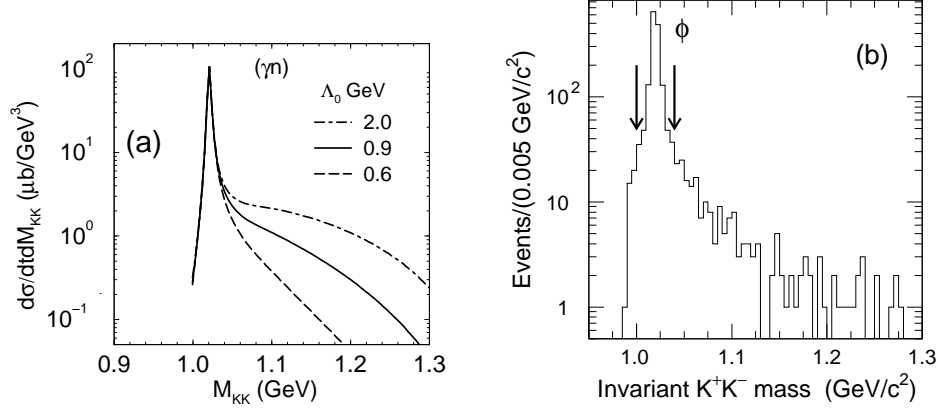 (γn)
Λ₀ GeV
2.0
0.9
0.6
(a)
10²
10¹
10⁰
10⁻¹
dσ/dtdM_KK (μb/GeV³)
0.9 1.0 1.1 1.2 1.3
M_KK (GeV)
ϕ
(b)
10²
10
1
Events/(0.005 GeV/c²)
1.0 1.1 1.2 1.3
Invariant K⁺K⁻ mass (GeV/c²)